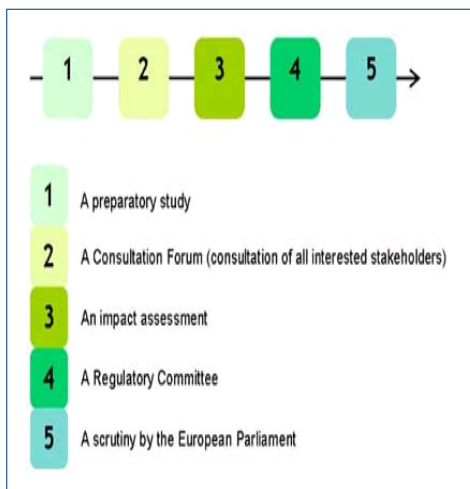 1 2 3 4 5
1 A preparatory study
2 A Consultation Forum (consultation of all interested stakeholders)
3 An impact assessment
4 A Regulatory Committee
5 A scrutiny by the European Parliament